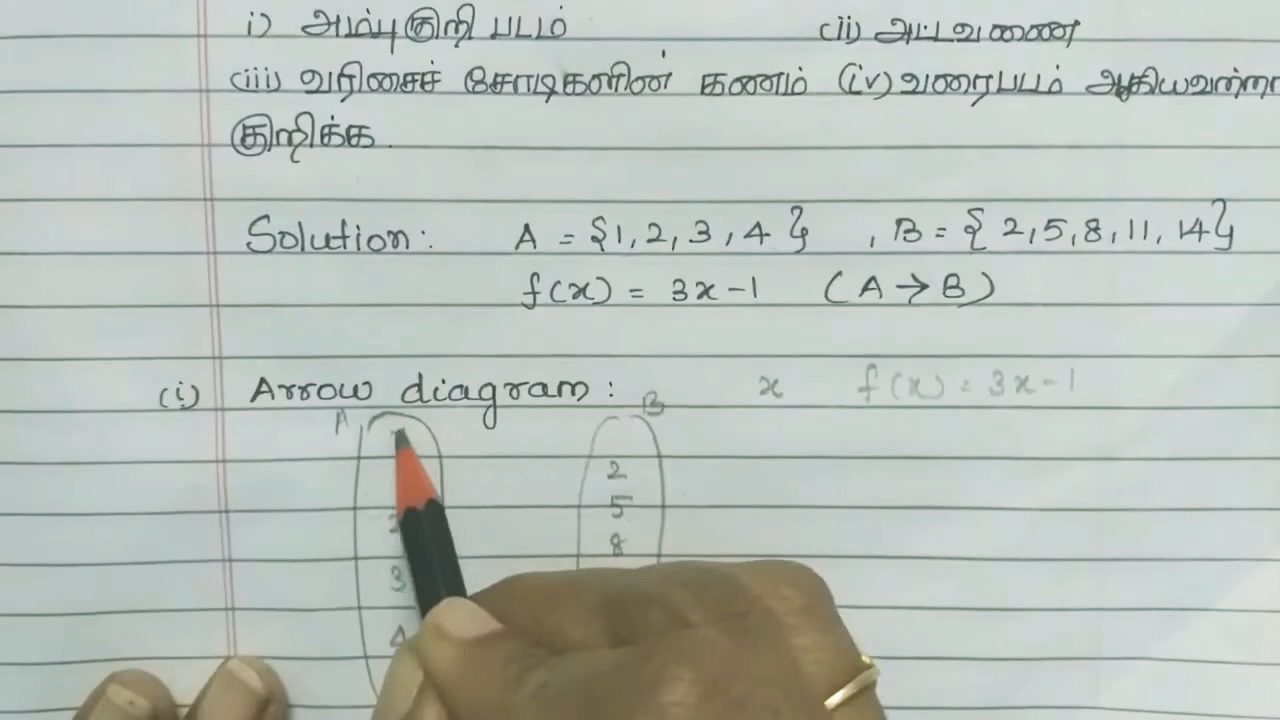 i) அம்பு குறி படம் (ii) அட்டவணை
(iii) வரிசைச் சோடிகளின் கணம் (iv) வரைபடம் ஆகியவற்றை
குறிக்க.
Solution: A = {1, 2, 3, 4 } , B = { 2, 5, 8, 11, 14}
f(x) = 3x-1 (A → B)
(i) Arrow diagram: x f(x) = 3x-1
A B
2
2 5
8
3
4